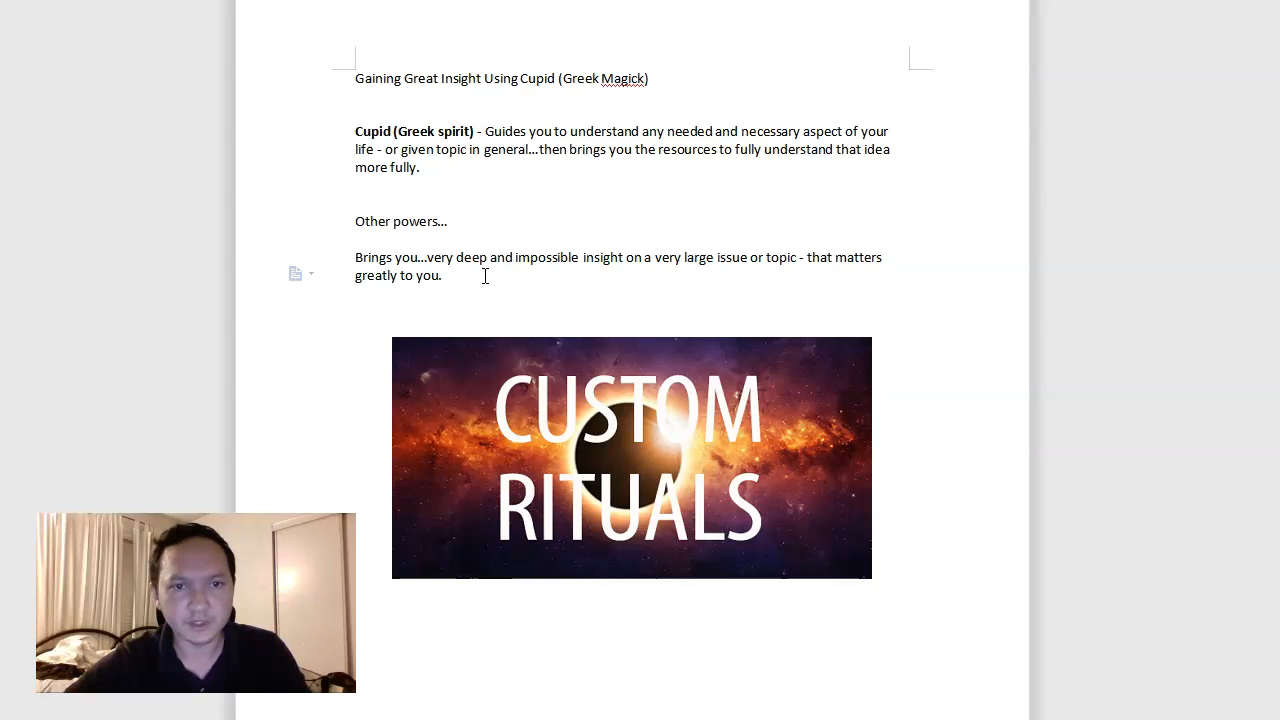 Gaining Great Insight Using Cupid (Greek Magick)
Cupid (Greek spirit) - Guides you to understand any needed and necessary aspect of your
life - or given topic in general...then brings you the resources to fully understand that idea
more fully.
Other powers...
Brings you...very deep and impossible insight on a very large issue or topic - that matters
greatly to you.
CUSTOM
RITUALS